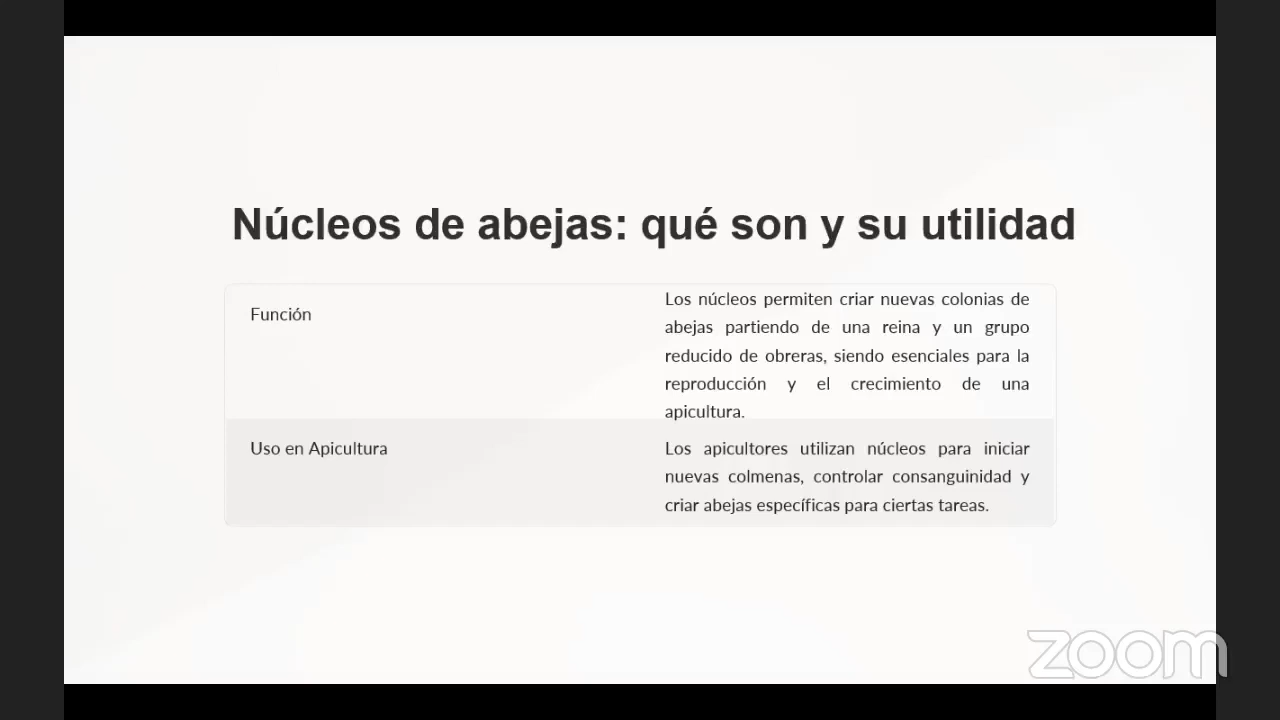 Núcleos de abejas: qué son y su utilidad
Función
Los núcleos permiten criar nuevas colonias de
abejas partiendo de una reina y un grupo
reducido de obreras, siendo esenciales para la
reproducción y el crecimiento de una
apicultura.
Uso en Apicultura
Los apicultores utilizan núcleos para iniciar
nuevas colmenas, controlar consanguinidad y
criar abejas específicas para ciertas tareas.
zoom